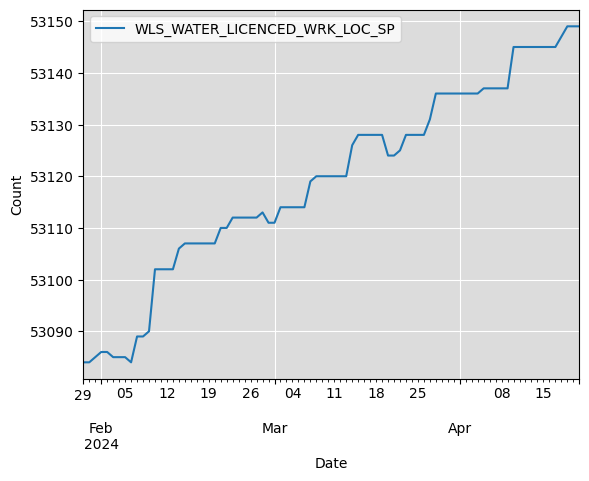 WLS_WATER_LICENCED_WRK_LOC_SP
53150
53140
53130
53120
53110
53100
53090
Count
29 05 12 19 26 04 11 18 25 08 15
Feb Mar Apr
2024
Date